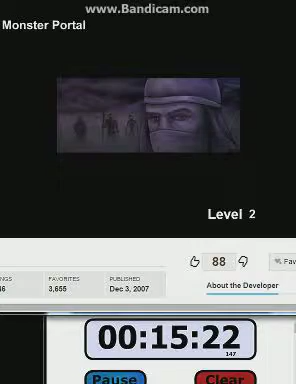 www.Bandicam.com
Monster Portal
Level 2
88
Fav
NGS
FAVORITES
PUBLISHED
46
3,655
Dec 3, 2007
About the Developer
00:15:22
147
Pause
Clear